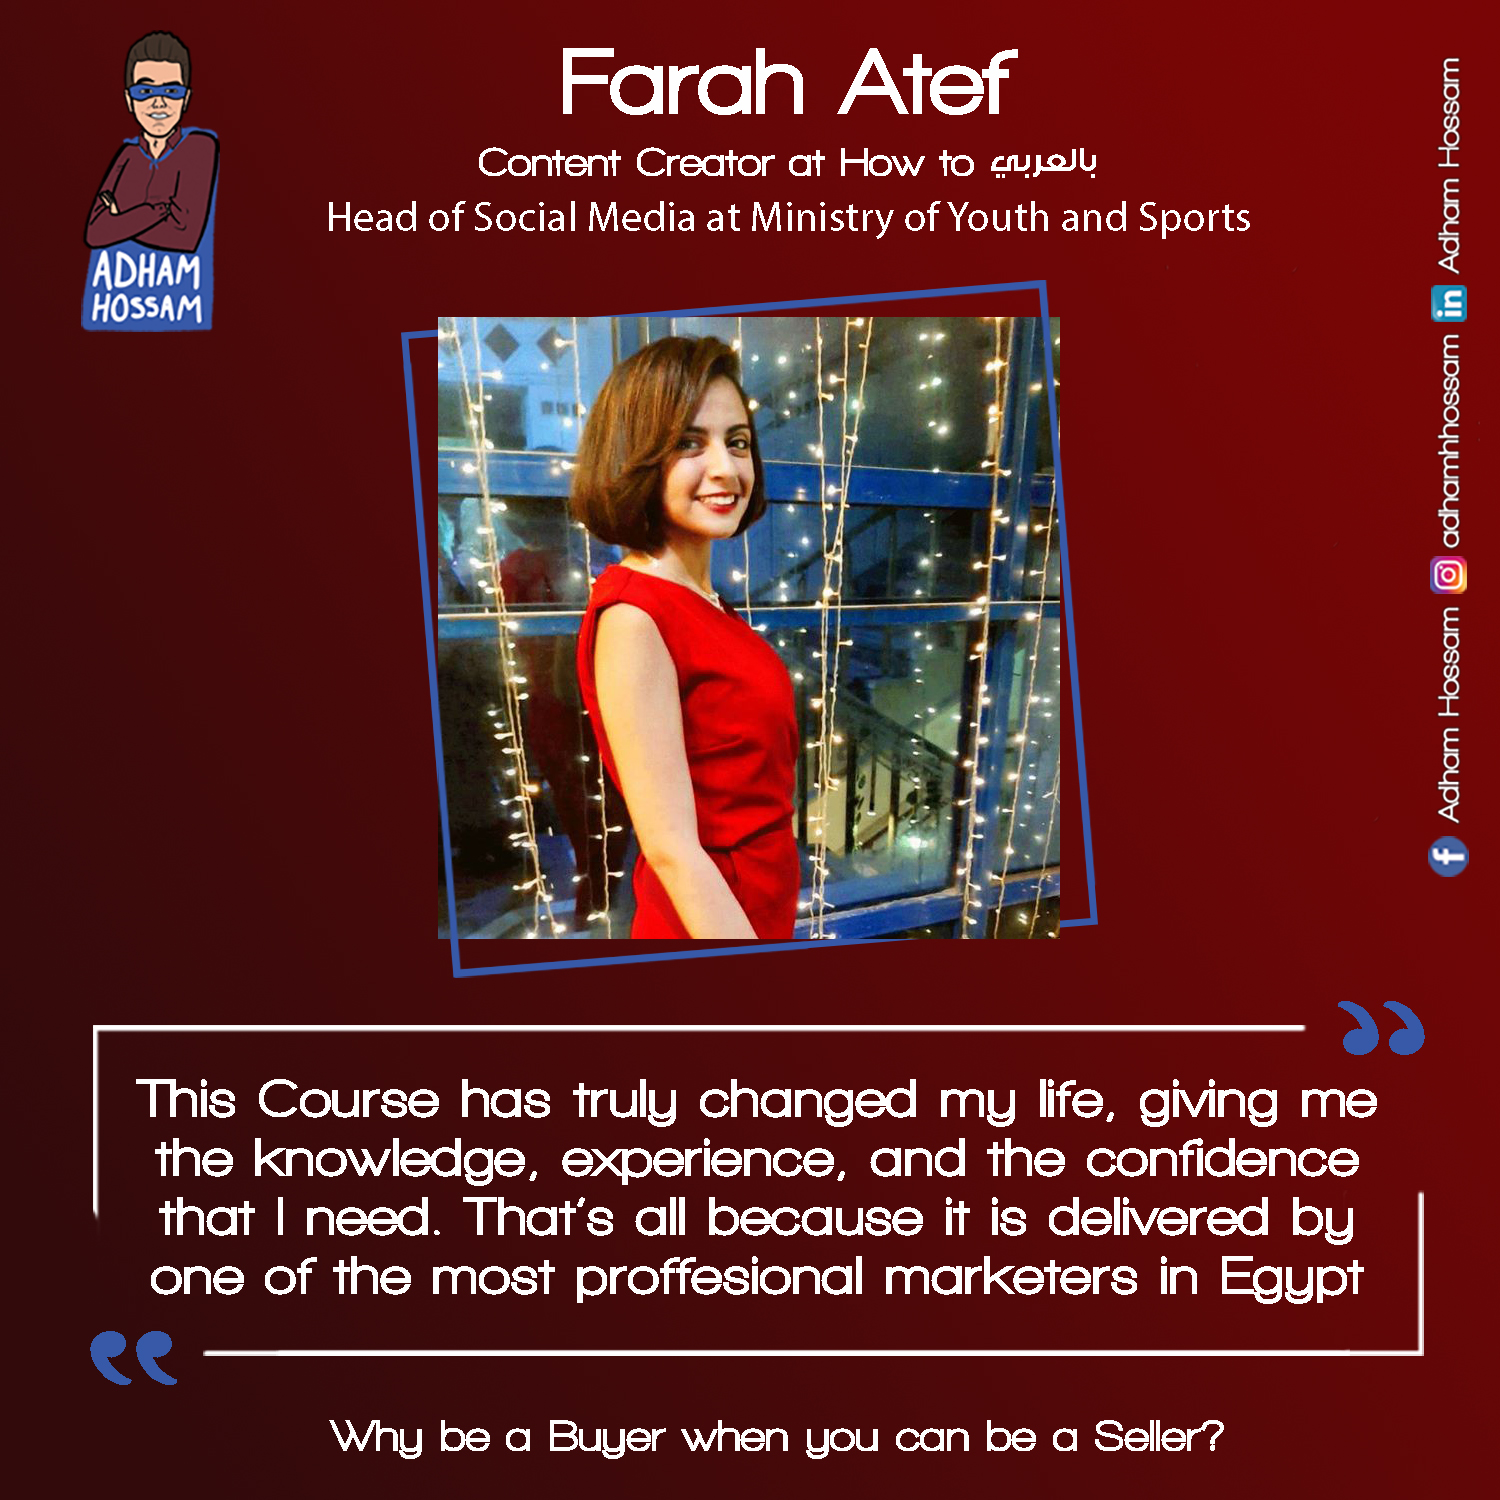 Farah Atef
Content Creator at How to بالعربي
Head of Social Media at Ministry of Youth and Sports
ADHAM
HOSSAM
Adham Hossam
adhamhhossam
Adham Hossam
This Course has truly changed my life, giving me
the knowledge, experience, and the confidence
that I need. That's all because it is delivered by
one of the most proffesional marketers in Egypt
Why be a Buyer when you can be a Seller?